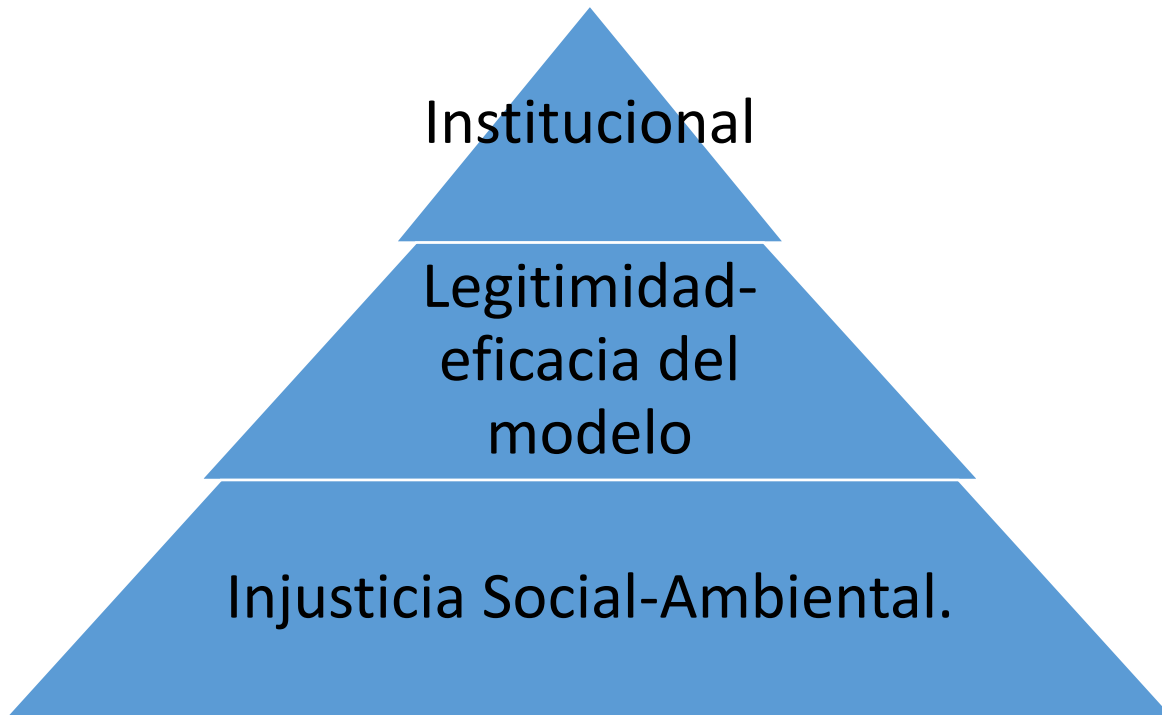 Institucional
Legitimidad-
eficacia del
modelo
Injusticia Social-Ambiental.